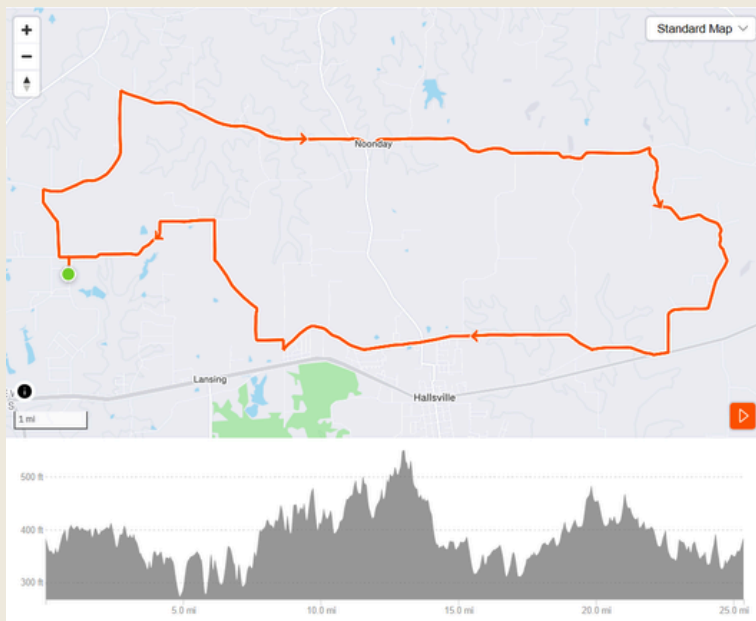 Standard Map
Noonday
Lansing
Hallsville
1 mi
500 ft
400 ft
300 ft
5.0 mi
10.0 mi
15.0 mi
20.0 mi
25.0 mi